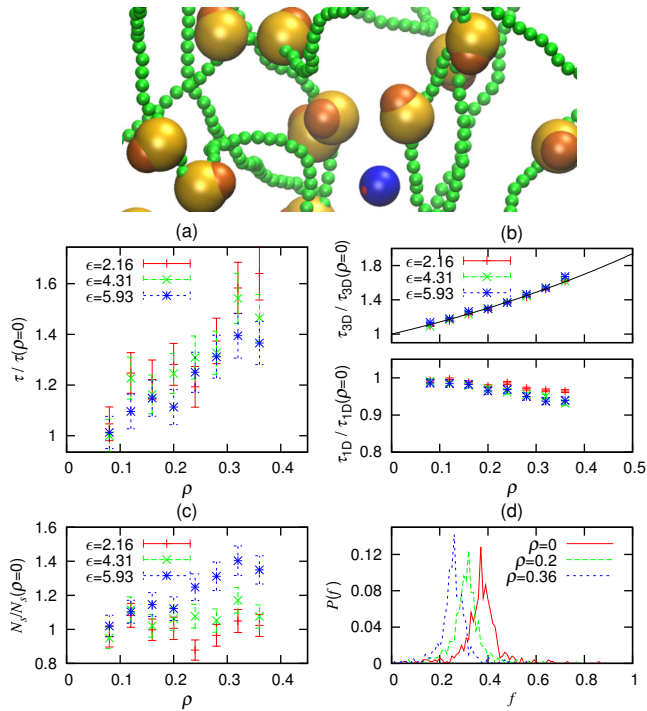 (a)
ϵ=2.16
ϵ=4.31
ϵ=5.93
τ / τ(ρ=0)
1.6
1.4
1.2
1
0 0.1 0.2 0.3 0.4
ρ
(b)
ϵ=2.16
ϵ=4.31
ϵ=5.93
τ3D / τ3D(ρ=0)
1.8
1.4
1
τ1D / τ1D(ρ=0)
1
0.9
0.8
0 0.1 0.2 0.3 0.4 0.5
ρ
(c)
ϵ=2.16
ϵ=4.31
ϵ=5.93
Ns/Ns(ρ=0)
1.6
1.4
1.2
1
0.8
0 0.1 0.2 0.3 0.4
ρ
(d)
ρ=0
ρ=0.2
ρ=0.36
P(f)
0.12
0.08
0.04
0
0 0.2 0.4 0.6 0.8 1
f